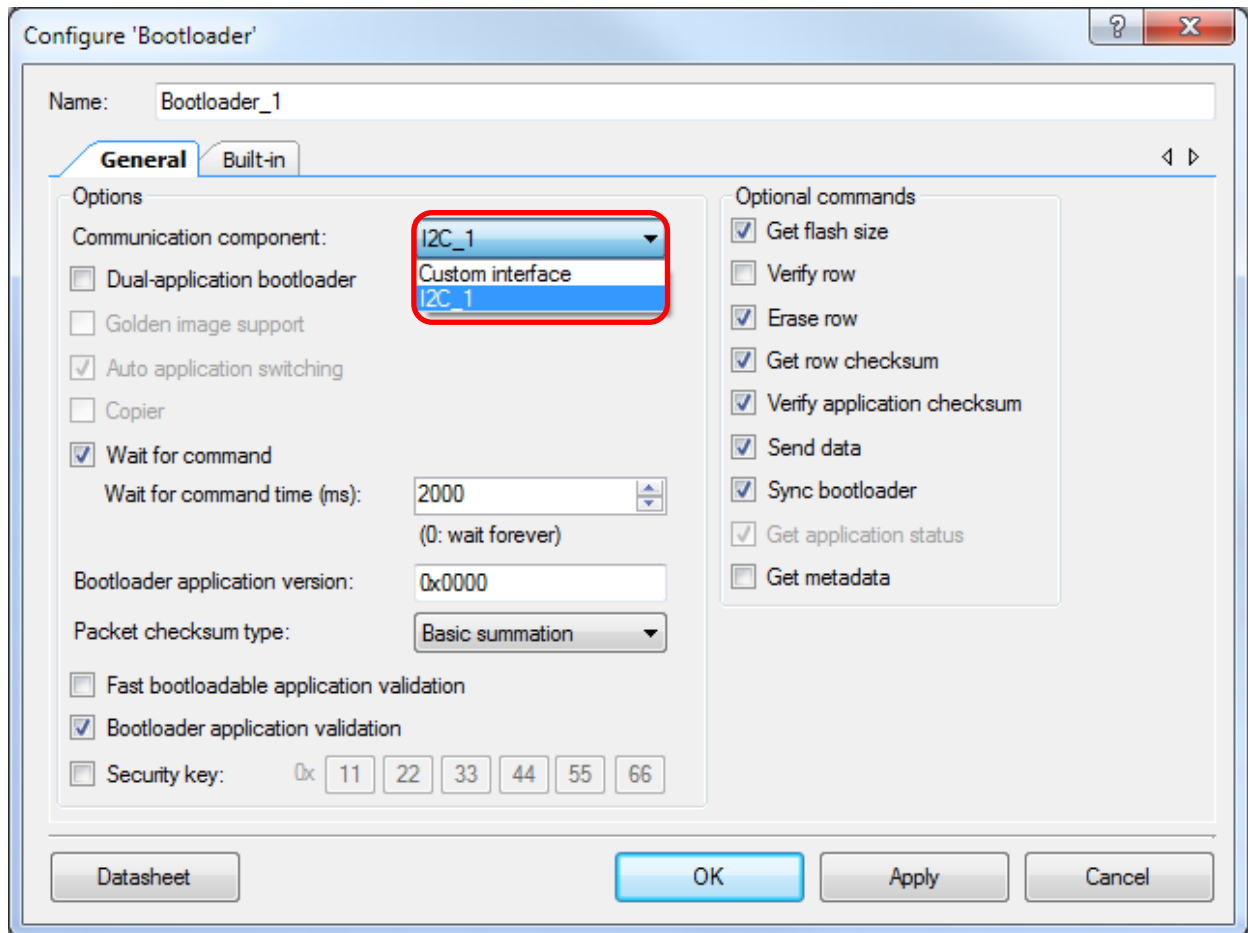 Configure 'Bootloader'
Name: Bootloader_1
General Built-in
Options
Communication component: I2C_1
Custom interface
I2C_1
Dual-application bootloader
Golden image support
Auto application switching
Copier
Wait for command
Wait for command time (ms): 2000
(0: wait forever)
Bootloader application version: 0x0000
Packet checksum type: Basic summation
Fast bootloadable application validation
Bootloader application validation
Security key: 0x 11 22 33 44 55 66
Optional commands
Get flash size
Verify row
Erase row
Get row checksum
Verify application checksum
Send data
Sync bootloader
Get application status
Get metadata
Datasheet OK Apply Cancel